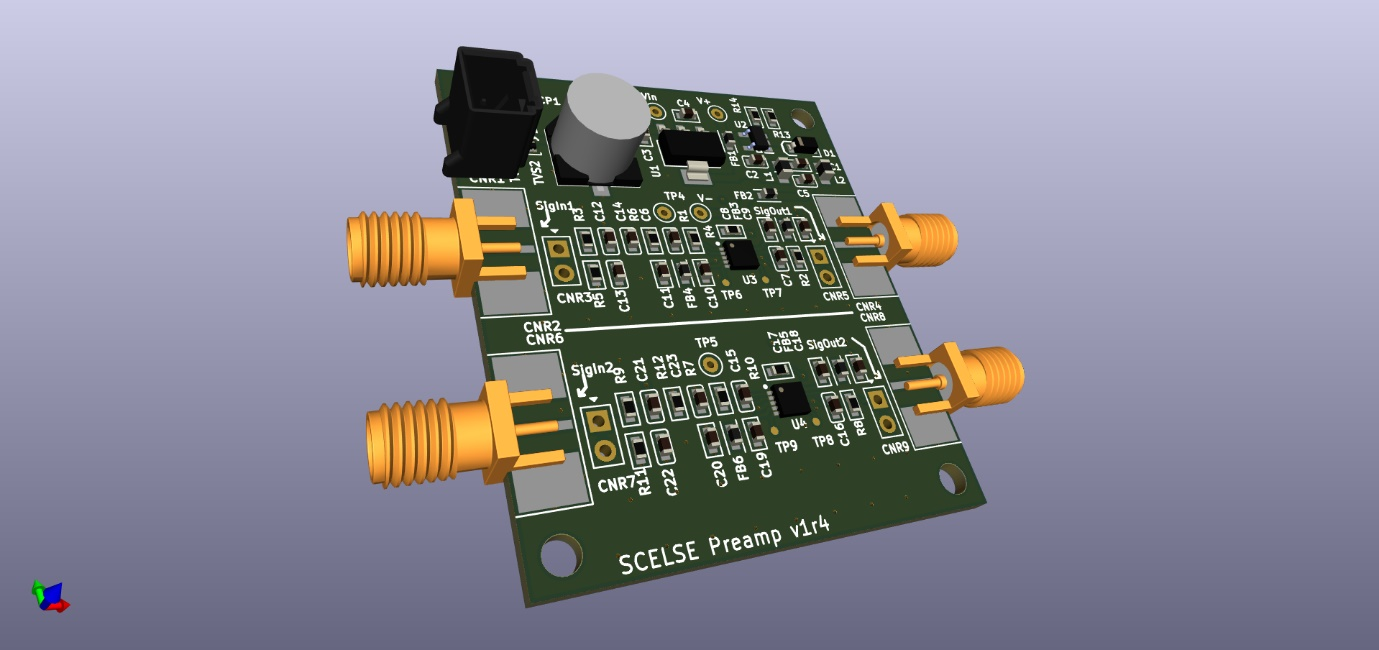 CP1
Vin
C4
V+
R14
U2
R13
D1
C3
U1
FB1
C2
L1
L2
C5
FB2
TVS2
CNR1
SigIn1
R3
C12
C14
R6
C6
TP4
R1
V-
R4
C8
FB3
C9
SigOut1
R5
C13
C11
FB4
C10
U3
C7
R2
CNR3
TP6
TP7
CNR5
CNR2
CNR6
CNR4
CNR8
SigIn2
R9
C21
R12
C23
R7
TP5
C15
R10
C17
FB5
C18
SigOut2
U4
C16
R8
TP9
TP8
CNR9
CNR7
R11
C22
C20
FB6
C19
SCELSE Preamp v1r4